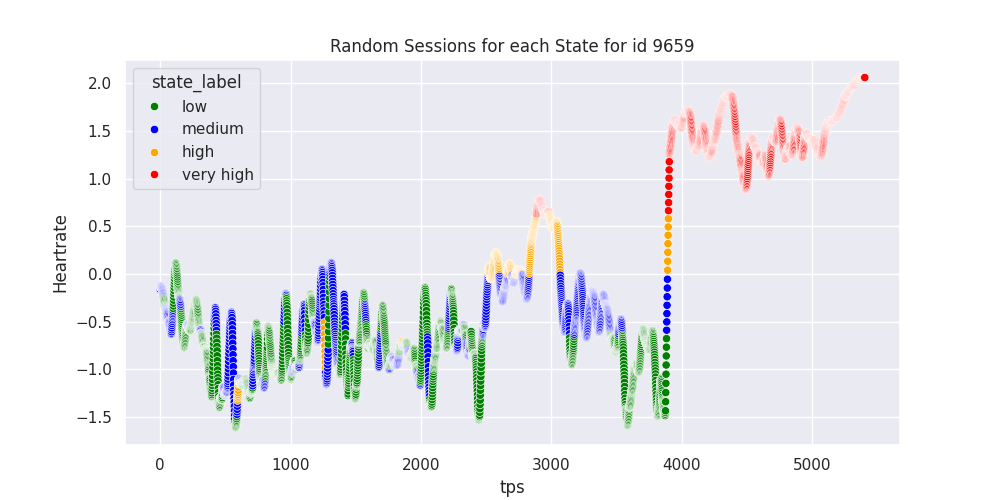 Random Sessions for each State for id 9659
state_label
low
medium
high
very high
Heartrate
2.0
1.5
1.0
0.5
0.0
−0.5
−1.0
−1.5
0 1000 2000 3000 4000 5000
tps